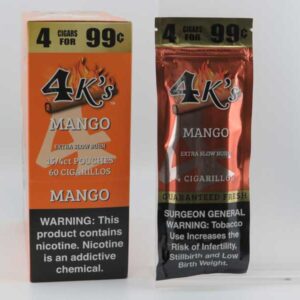 4 CIGARS FOR 99¢
4K's
MANGO
EXTRA SLOW BURN
15/4ct POUCHES
60 CIGARILLOS
MANGO
WARNING: This
product contains
nicotine. Nicotine
is an addictive
chemical.
4 CIGARS FOR 99¢
4K's
MANGO
EXTRA SLOW BURN
4 CIGARILLOS
GUARANTEED FRESH
SURGEON GENERAL
WARNING: Tobacco
Use Increases the
Risk of Infertility,
Stillbirth and Low
Birth Weight.